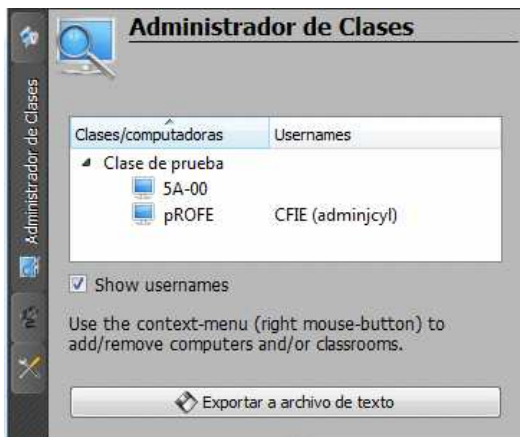 Administrador de Clases
Administrador de Clases
Clases/computadoras Usernames
Clase de prueba
5A-00
pROFE CFIE (adminjcyl)
Show usernames
Use the context-menu (right mouse-button) to
add/remove computers and/or classrooms.
Exportar a archivo de texto